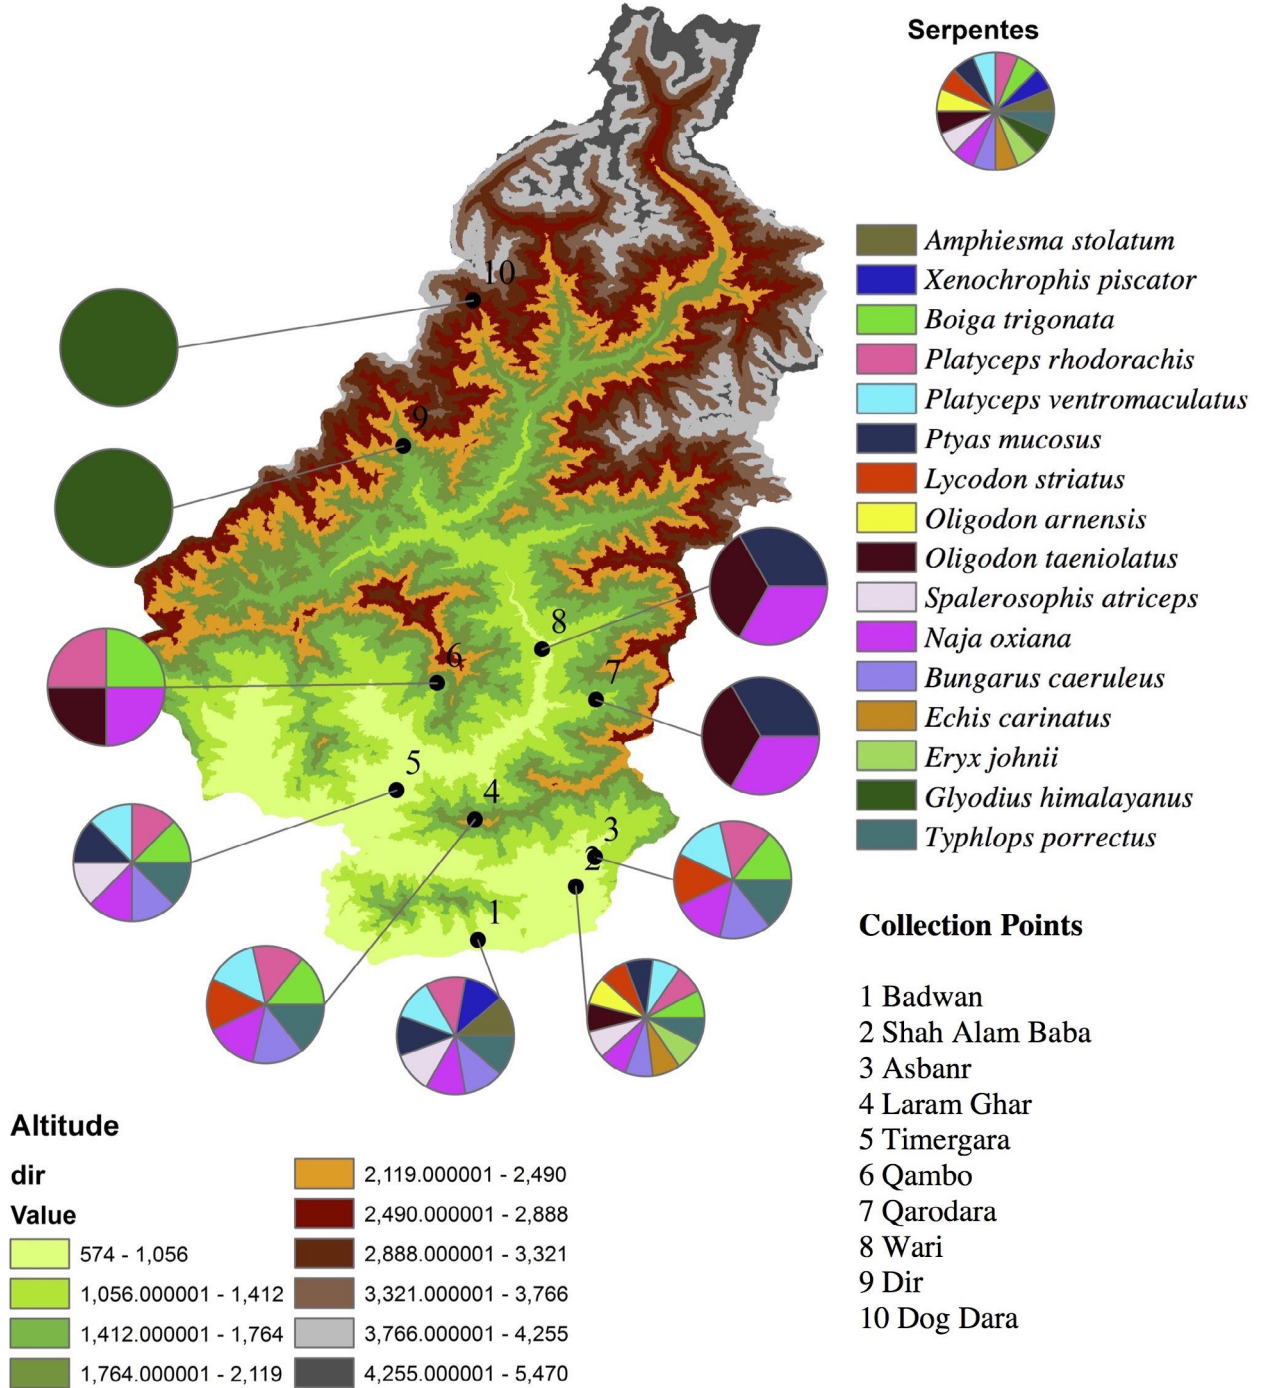 Serpentes
Amphiesma stolatum
Xenochrophis piscator
Boiga trigonata
Platyceps rhodorachis
Platyceps ventromaculatus
Ptyas mucosus
Lycodon striatus
Oligodon arnensis
Oligodon taeniolatus
Spalerosophis atriceps
Naja oxiana
Bungarus caeruleus
Echis carinatus
Eryx johnii
Glyodius himalayanus
Typhlops porrectus
10
9
8
6
7
5
4
3
2
1
Collection Points
1 Badwan
2 Shah Alam Baba
3 Asbanr
4 Laram Ghar
5 Timergara
6 Qambo
7 Qarodara
8 Wari
9 Dir
10 Dog Dara
Altitude
dir
Value
574 - 1,056
1,056.000001 - 1,412
1,412.000001 - 1,764
1,764.000001 - 2,119
2,119.000001 - 2,490
2,490.000001 - 2,888
2,888.000001 - 3,321
3,321.000001 - 3,766
3,766.000001 - 4,255
4,255.000001 - 5,470